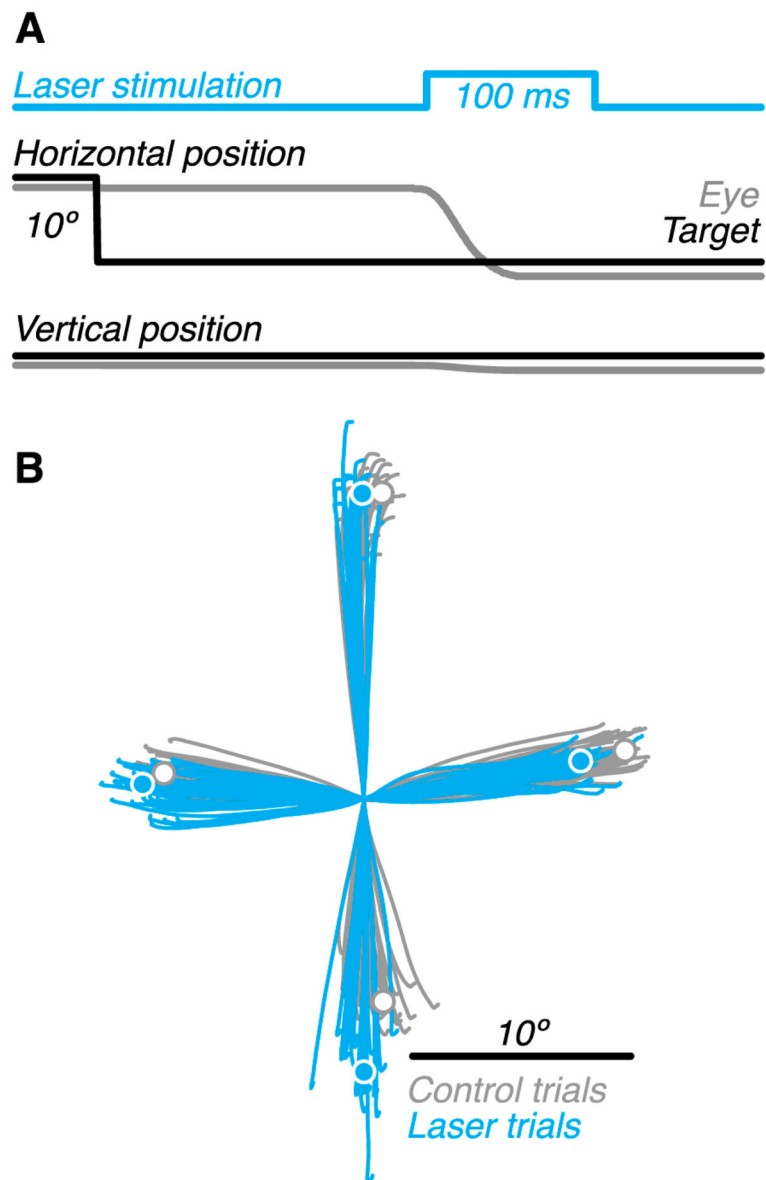 A
Laser stimulation
100 ms
Horizontal position
10º
Eye
Target
Vertical position
B
10º
Control trials
Laser trials